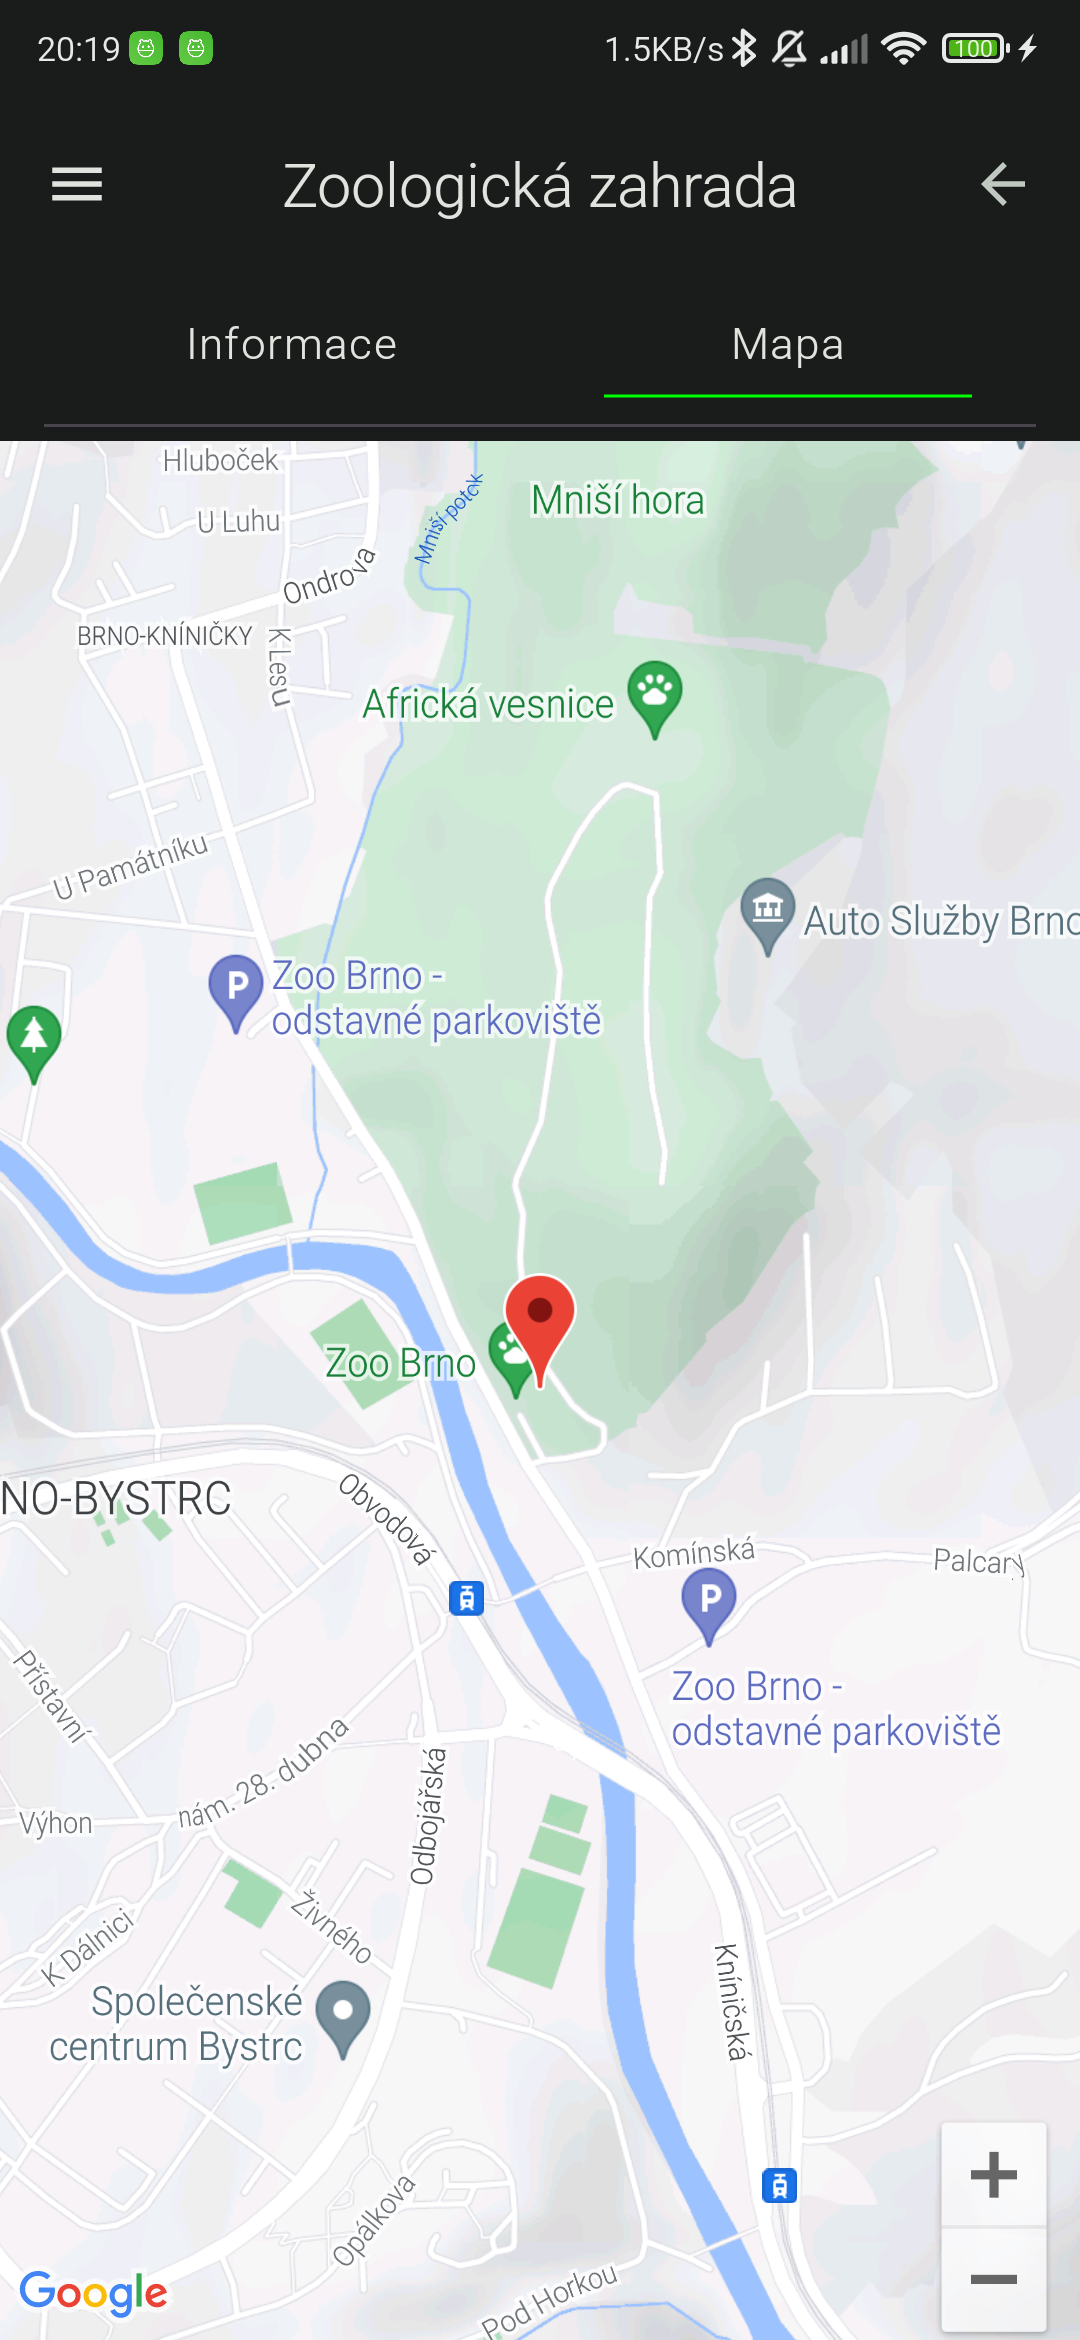 20:19
1.5KB/s
100
Zoologická zahrada
Informace
Mapa
Hluboček
Mniší potok
Mniší hora
U Luhu
Ondrova
BRNO-KNÍNIČKY
K Lesu
Africká vesnice
U Památníku
Auto Služby Brno
P
Zoo Brno -
odstavné parkoviště
Zoo Brno
NO-BYSTRC
Obvodová
Komínská
Palcary
P
Zoo Brno -
odstavné parkoviště
Přístavní
nám. 28. dubna
Výhon
Odbojářská
Živného
K Dálnici
Kníničská
Společenské
centrum Bystrc
Opálkova
Pod Horkou
Google